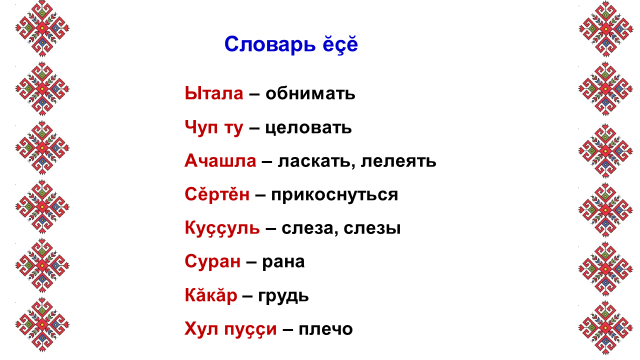 Словарь ĕçĕ
Ытала – обнимать
Чуп ту – целовать
Ачашла – ласкать, лелеять
Сĕртĕн – прикоснуться
Куççуль – слеза, слезы
Суран – рана
Кăкăр – грудь
Хул пуççи – плечо